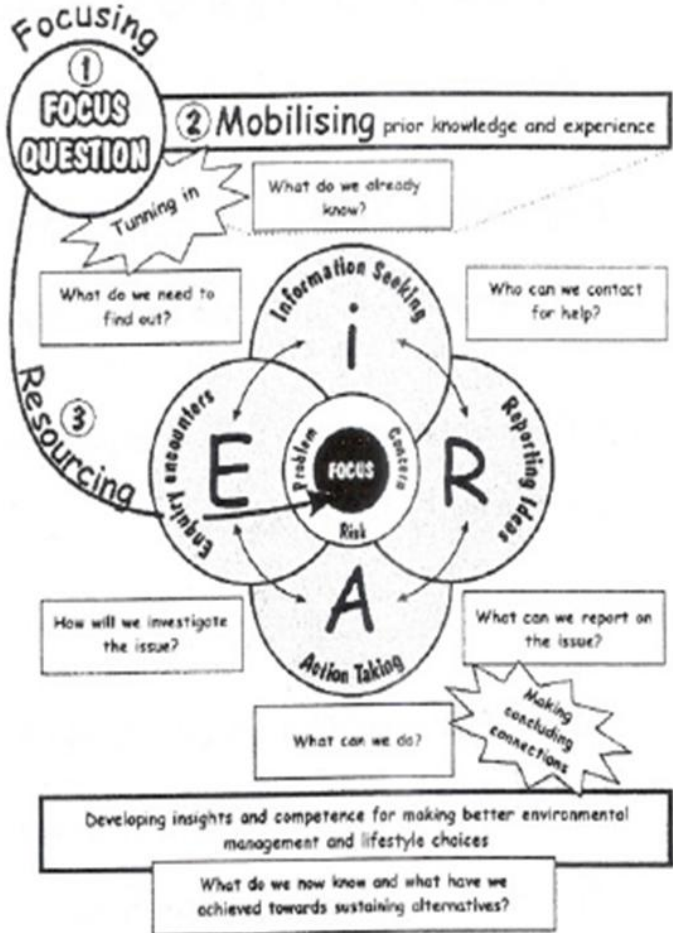 Focusing
1
FOCUS
QUESTION
2 Mobilising prior knowledge and experience
Tunning in
What do we already
know?
What do we need to
find out?
Who can we contact
for help?
Information Seeking
i
3
Resourcing
Enquiry encounters
E
Problem
Concern
FOCUS
Risk
R
Reporting Ideas
A
Action Taking
How will we investigate
the issue?
What can we report on
the issue?
What can we do?
Making
concluding
connections
Developing insights and competence for making better environmental
management and lifestyle choices
What do we now know and what have we
achieved towards sustaining alternatives?